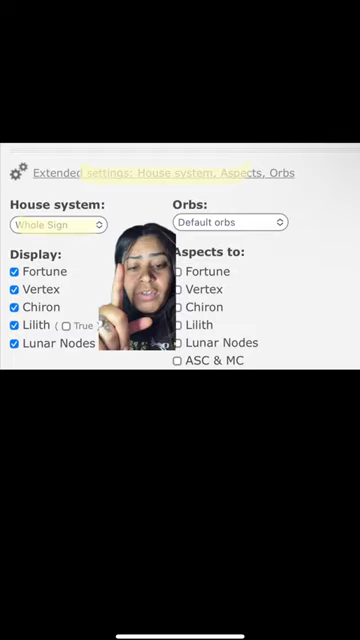 Extended settings: House system, Aspects, Orbs
House system:
Orbs:
Whole Sign
Default orbs
Display:
Aspects to:
Fortune
Fortune
Vertex
Vertex
Chiron
Chiron
Lilith ( True
Lilith
Lunar Nodes
Lunar Nodes
ASC & MC